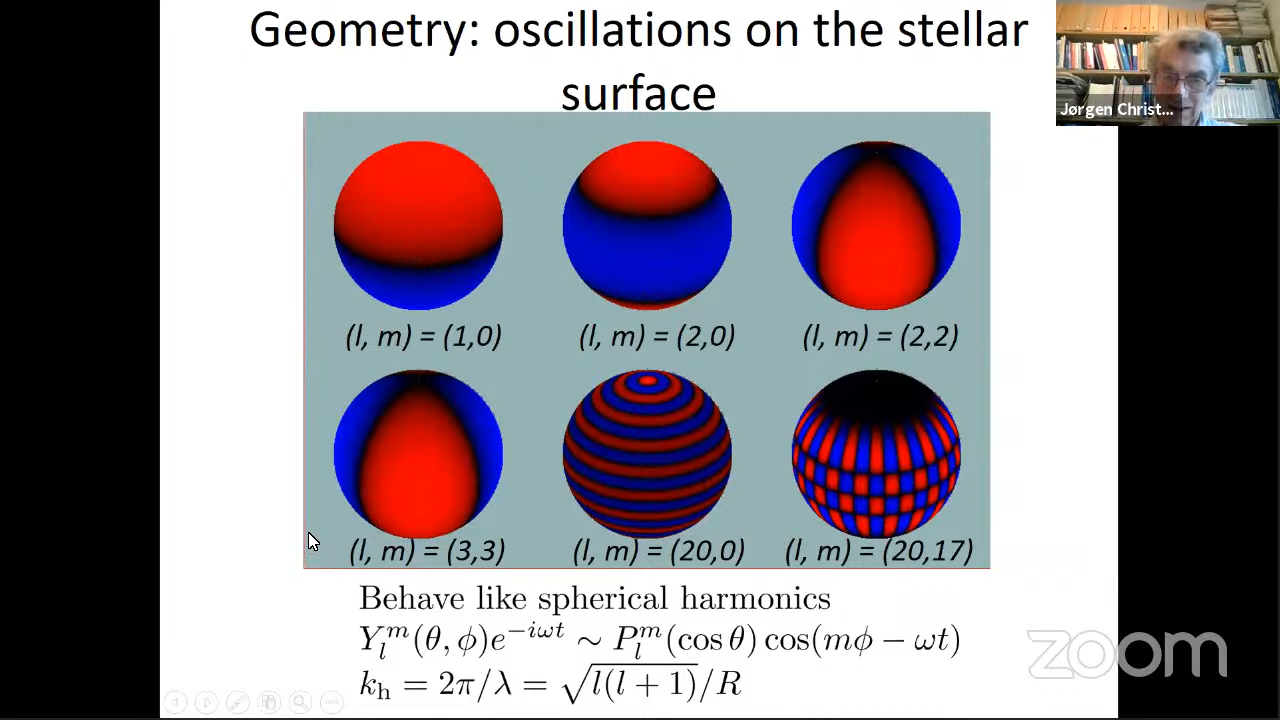 Geometry: oscillations on the stellar
surface
Jørgen Christ...
(l, m) = (1,0) (l, m) = (2,0) (l, m) = (2,2)
(l, m) = (3,3) (l, m) = (20,0) (l, m) = (20,17)
Behave like spherical harmonics
Y_l^m(θ, ϕ)e^{−iωt} ∼ P_l^m(cos θ) cos(mϕ − ωt)
k_h = 2π/λ = √l(l + 1)/R
zoom